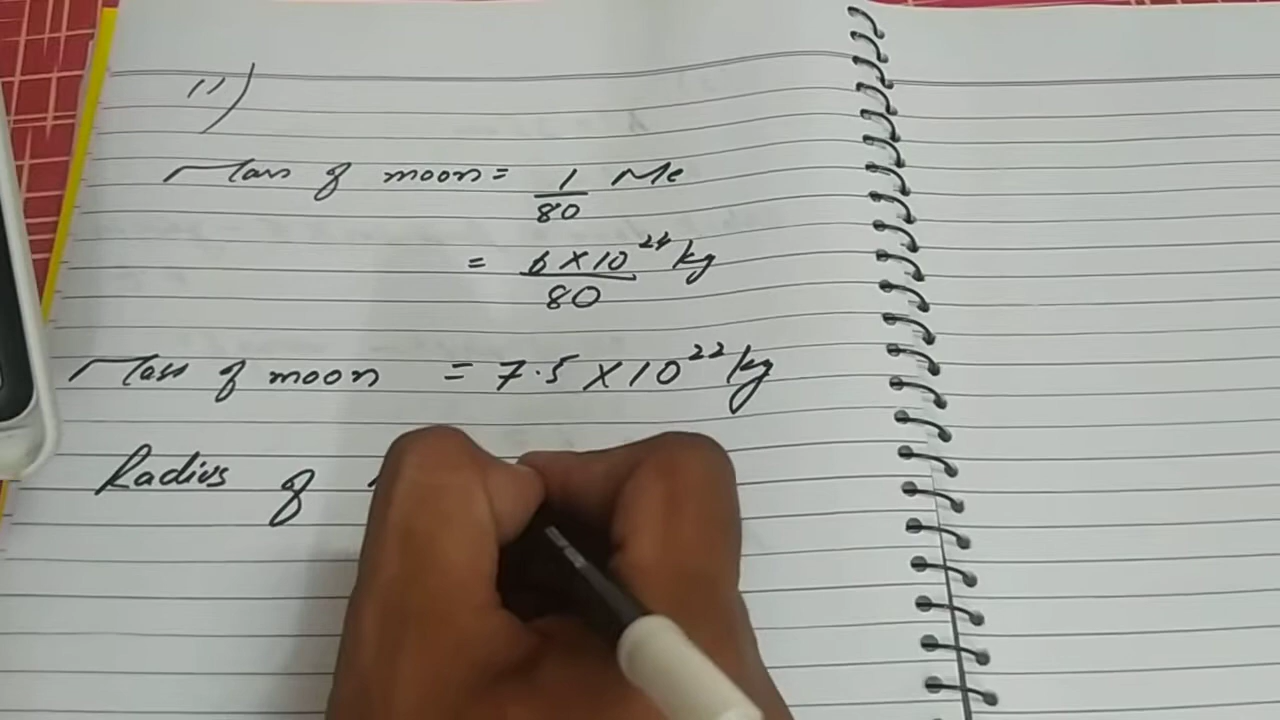 11)
Mass of moon = 1/80 Me
= 6 × 10^24 kg / 80
Mass of moon = 7.5 × 10^22 kg
Radius of